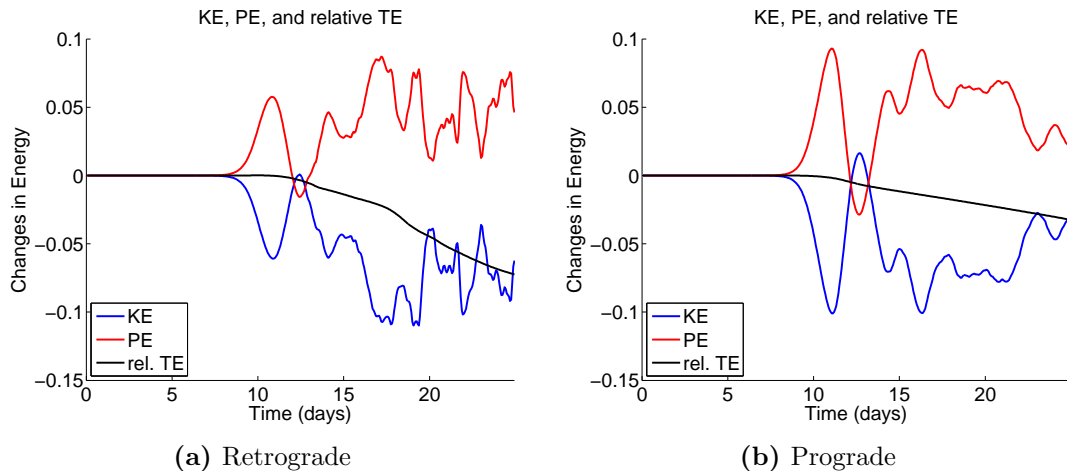 KE, PE, and relative TE
Changes in Energy
0.1
0.05
0
−0.05
−0.1
−0.15
KE
PE
rel. TE
0 5 10 15 20
Time (days)
(a) Retrograde
KE, PE, and relative TE
Changes in Energy
0.1
0.05
0
−0.05
−0.1
−0.15
KE
PE
rel. TE
0 5 10 15 20
Time (days)
(b) Prograde